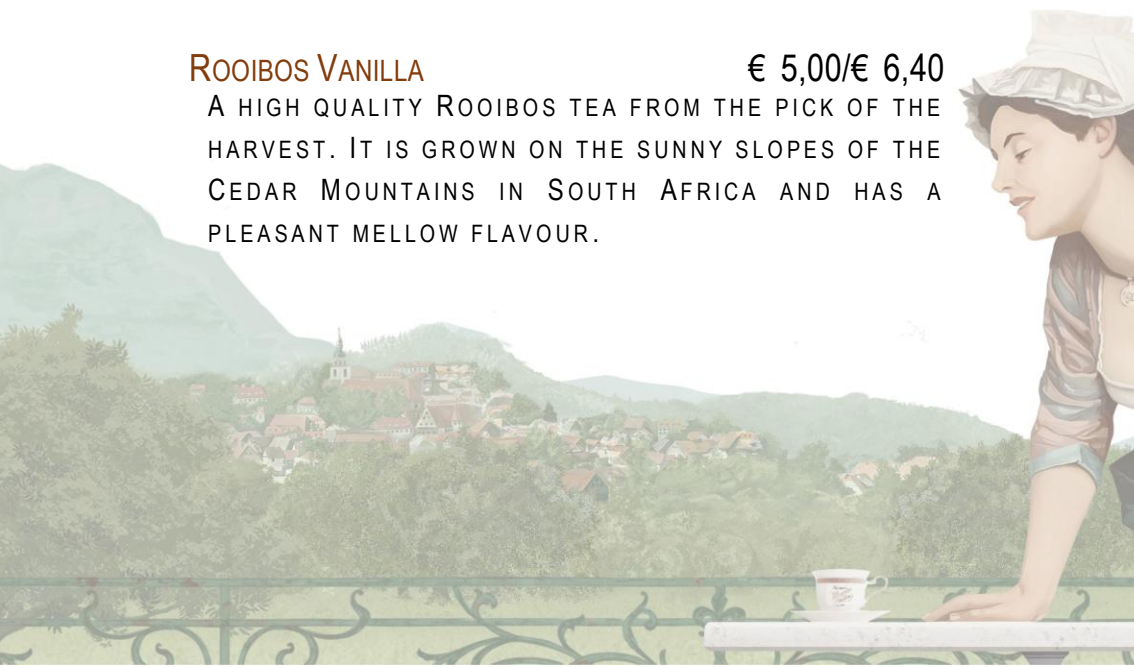 Rooibos Vanilla € 5,00/€ 6,40
A high quality Rooibos tea from the pick of the
harvest. It is grown on the sunny slopes of the
Cedar Mountains in South Africa and has a
pleasant mellow flavour.